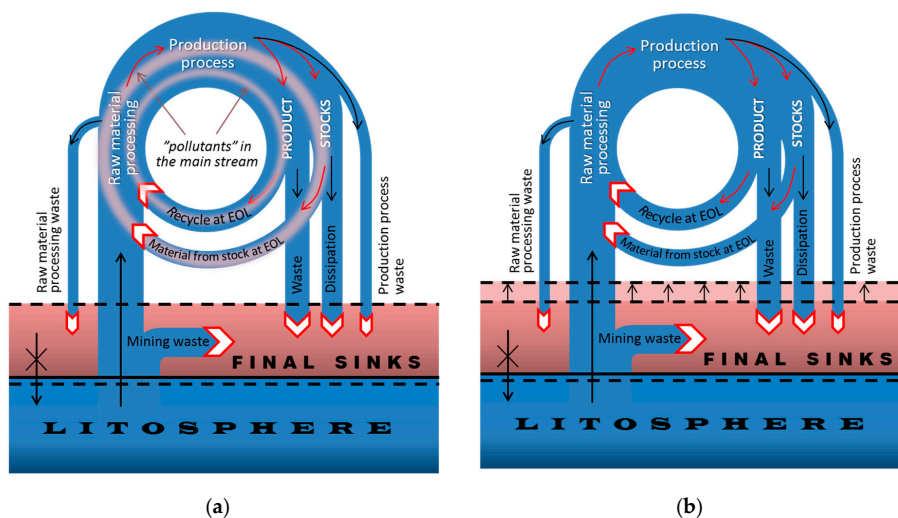 Production
process
Raw material
processing
"pollutants" in
the main stream
PRODUCT
STOCKS
Recycle at EOL
Material from stock at EOL
Raw material
processing waste
Waste
Dissipation
Production process
waste
Mining waste
FINAL SINKS
LITOSPHERE
(a)
Production
process
Raw material
processing
PRODUCT
STOCKS
Recycle at EOL
Material from stock at EOL
Raw material
processing waste
Waste
Dissipation
Production process
waste
Mining waste
FINAL SINKS
LITOSPHERE
(b)